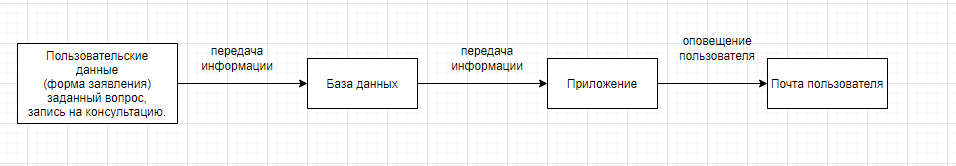 Пользовательские
данные
(форма заявления)
заданный вопрос,
запись на консультацию.
передача
информации
База данных
передача
информации
Приложение
оповещение
пользователя
Почта пользователя